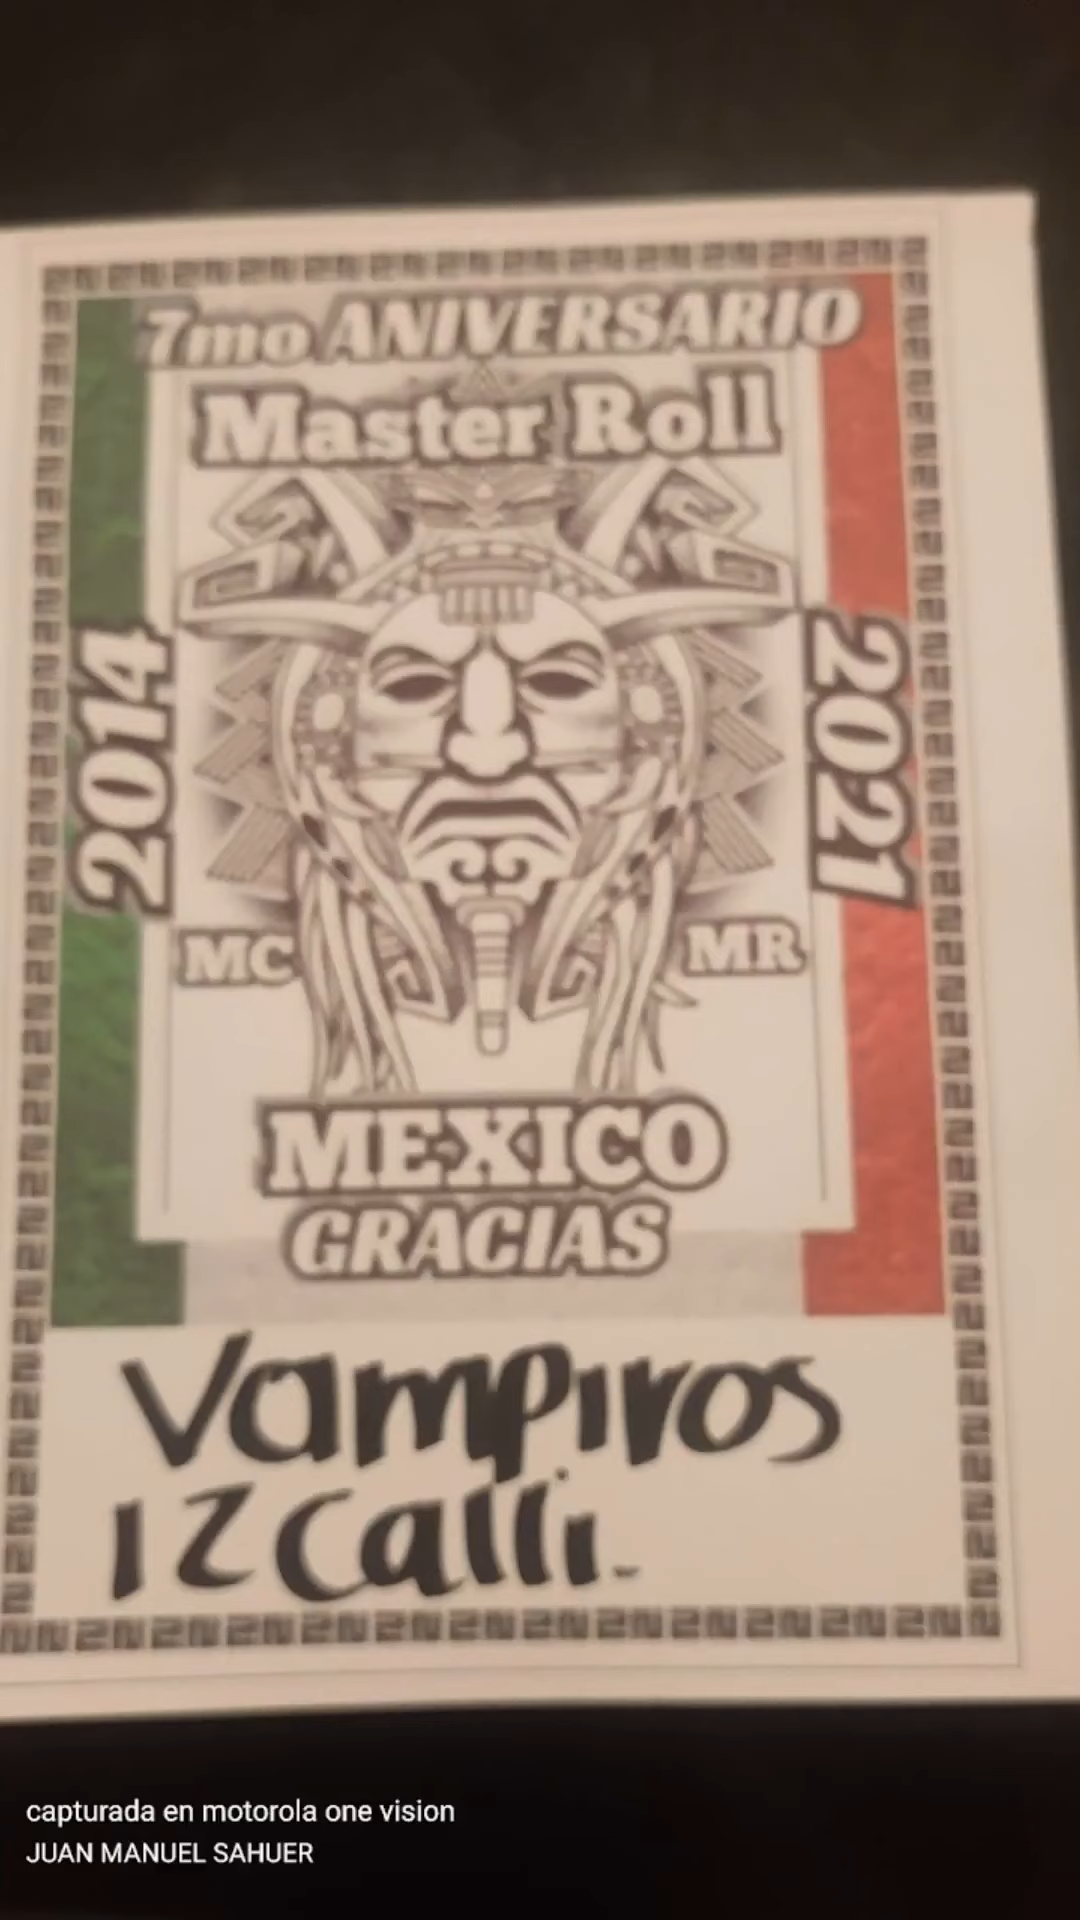 7mo ANIVERSARIO
Master Roll
2014
2021
MC
MR
MEXICO
GRACIAS
Vampiros
IZCalli.
capturada en motorola one vision
JUAN MANUEL SAHUER